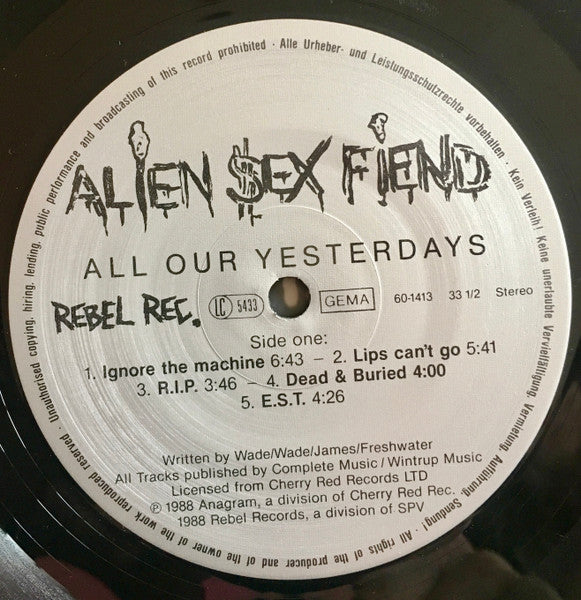 Unauthorised copying, hiring, lending, public performance and broadcasting of this record prohibited · Alle Urheber- und Leistungsschutzrechte vorbehalten · Kein Verleih! Keine unerlaubte Vervielfältigung, Vermietung, Aufführung, Sendung! · All rights of the producer and of the owner of the work reproduced reserved ·
ALIEN $EX FIEND
ALL OUR YESTERDAYS
REBEL REC. LC 5433 GEMA 60-1413 33 1/2 Stereo
Side one:
1. Ignore the machine 6:43 – 2. Lips can't go 5:41
3. R.I.P. 3:46 – 4. Dead & Buried 4:00
5. E.S.T. 4:26
Written by Wade/Wade/James/Freshwater
All Tracks published by Complete Music / Wintrup Music
Licensed from Cherry Red Records LTD
℗ 1988 Anagram, a division of Cherry Red Rec.
1988 Rebel Records, a division of SPV